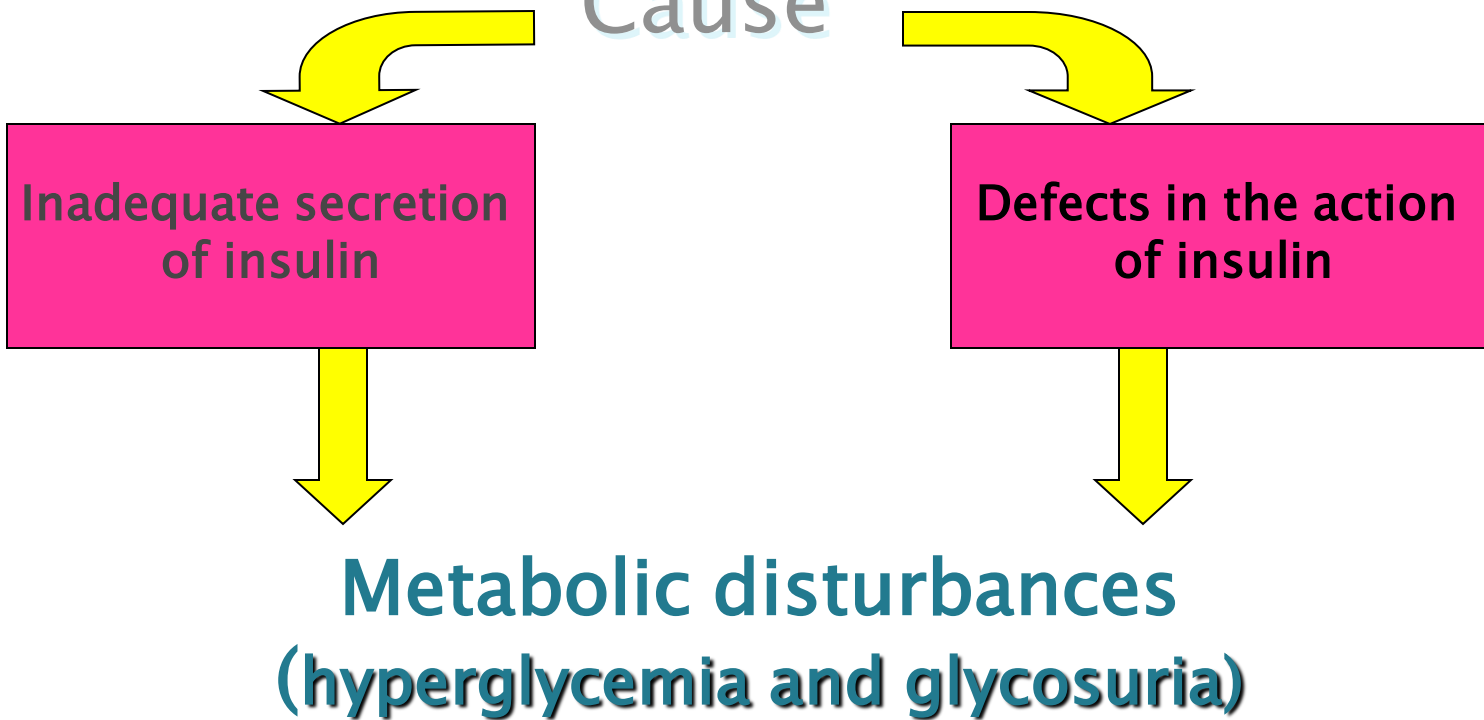 Cause
Inadequate secretion
of insulin
Defects in the action
of insulin
Metabolic disturbances
(hyperglycemia and glycosuria)